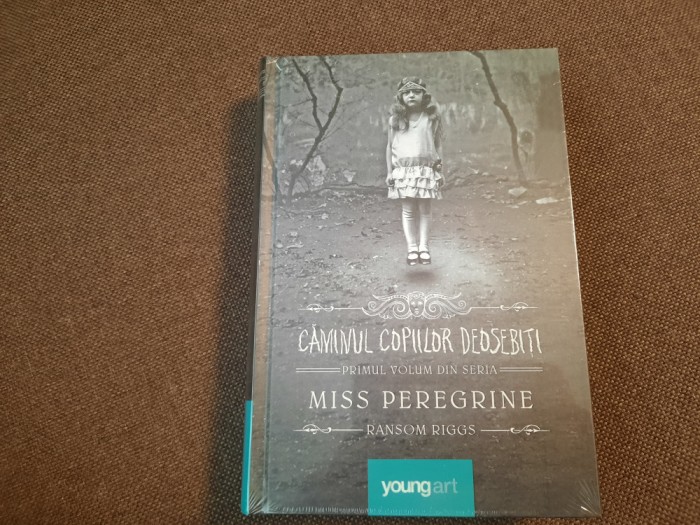 CĂMINUL COPIILOR DEOSEBIȚI
PRIMUL VOLUM DIN SERIA
MISS PEREGRINE
RANSOM RIGGS
youngart